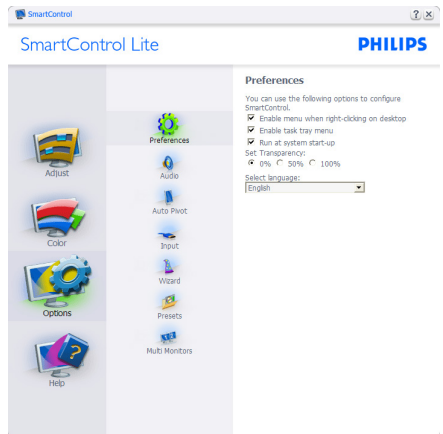 SmartControl
SmartControl Lite
PHILIPS
Adjust
Color
Options
Help
Preferences
Audio
Auto Pivot
Input
Wizard
Presets
Multi Monitors
Preferences
You can use the following options to configure
SmartControl.
Enable menu when right-clicking on desktop
Enable task tray menu
Run at system start-up
Set Transparency:
0% 50% 100%
Select language:
English